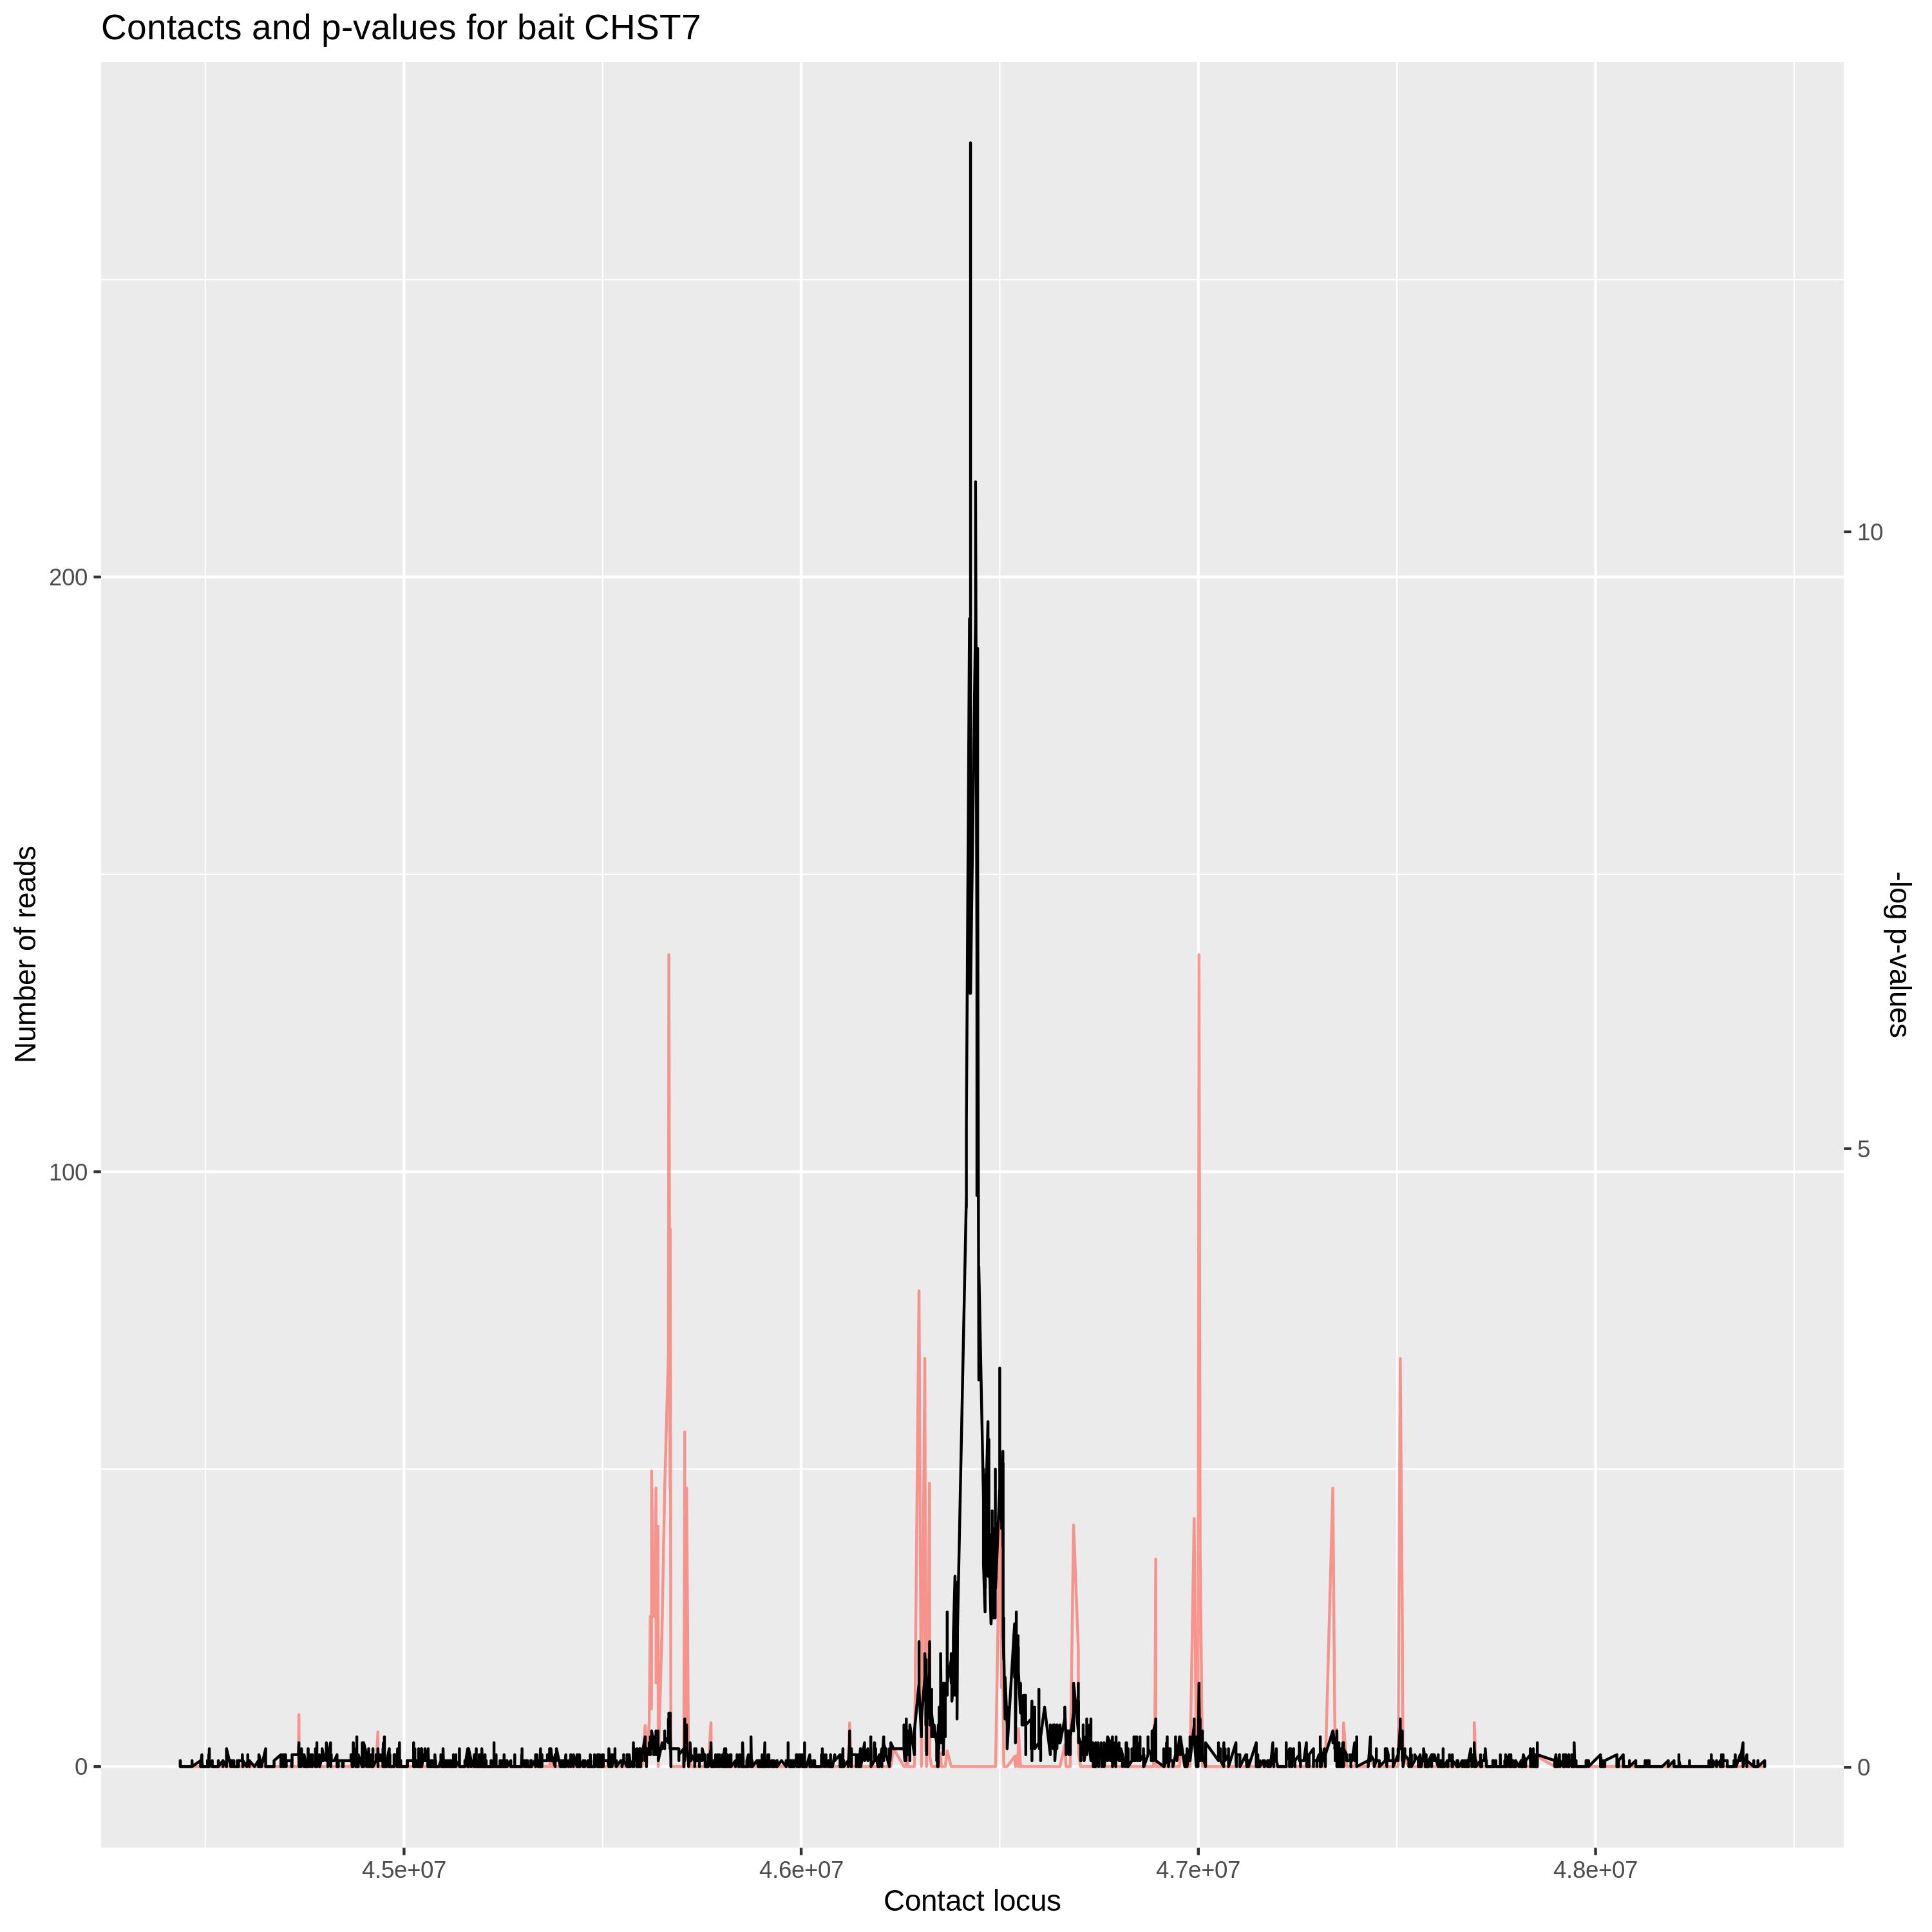 Contacts and p-values for bait CHST7
Number of reads
200
100
0
10
5
0
-log p-values
4.5e+07
4.6e+07
4.7e+07
4.8e+07
Contact locus